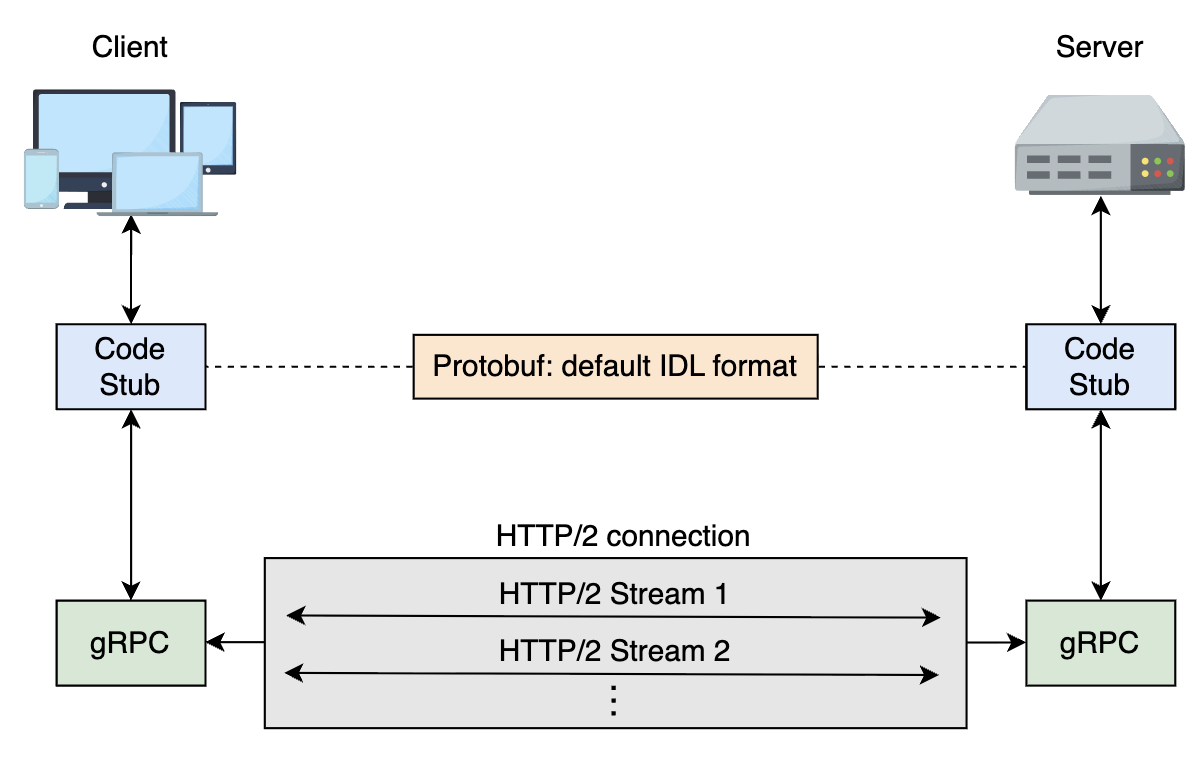 Client
Server
Code
Stub
Protobuf: default IDL format
Code
Stub
HTTP/2 connection
HTTP/2 Stream 1
gRPC
HTTP/2 Stream 2
gRPC